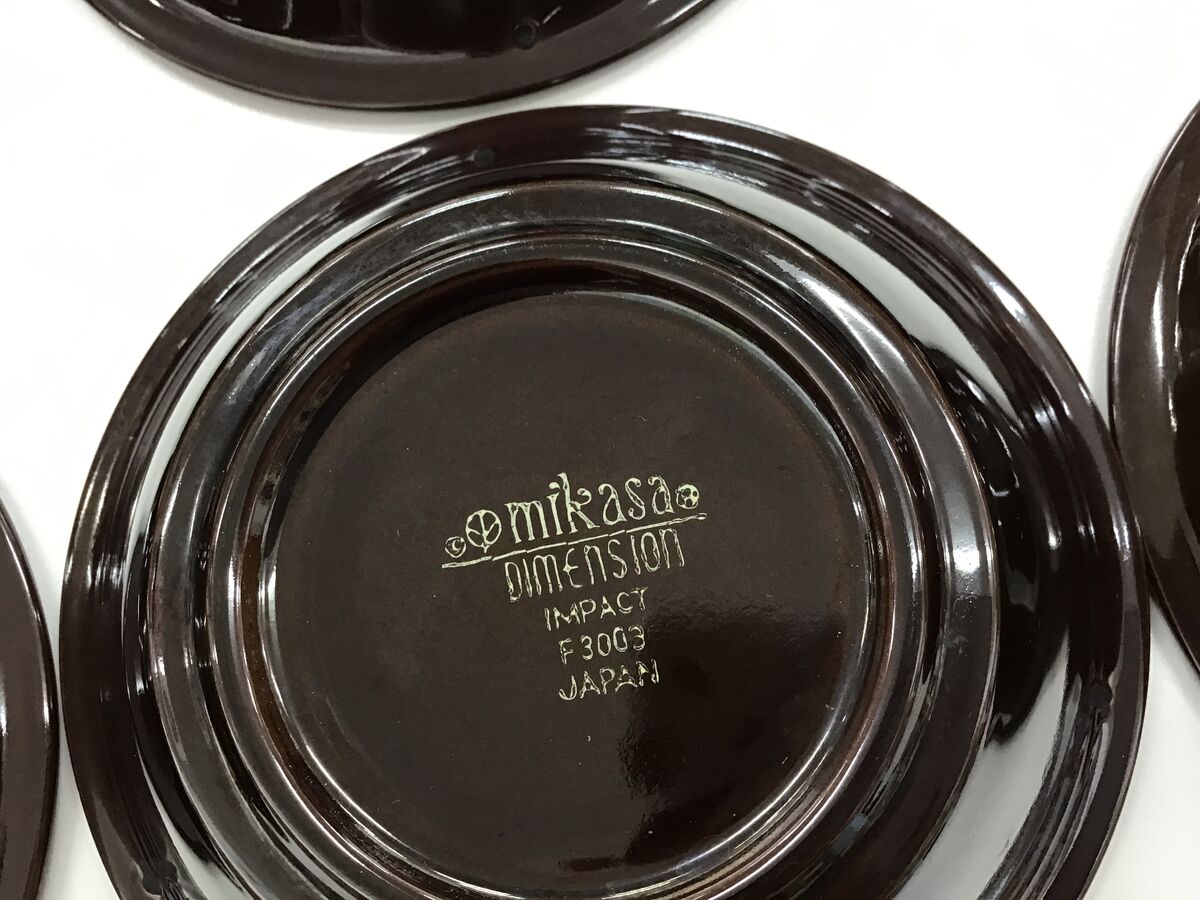 © mikasa
DIMENSION
IMPACT
F3003
JAPAN